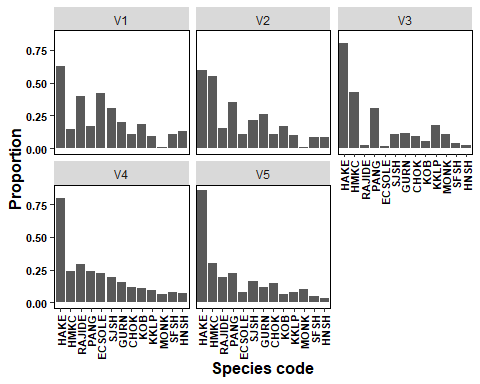 V1 V2 V3
0.75
0.50
0.25
0.00
V4 V5
0.75
0.50
0.25
0.00
Proportion
HAKE HMKC RAJIDE PANG ECSOLE SJSH GURN CHOK KOB KKLP MONK SFSH HNSH
HAKE HMKC RAJIDE PANG ECSOLE SJSH GURN CHOK KOB KKLP MONK SFSH HNSH
HAKE HMKC RAJIDE PANG ECSOLE SJSH GURN CHOK KOB KKLP MONK SFSH HNSH
Species code